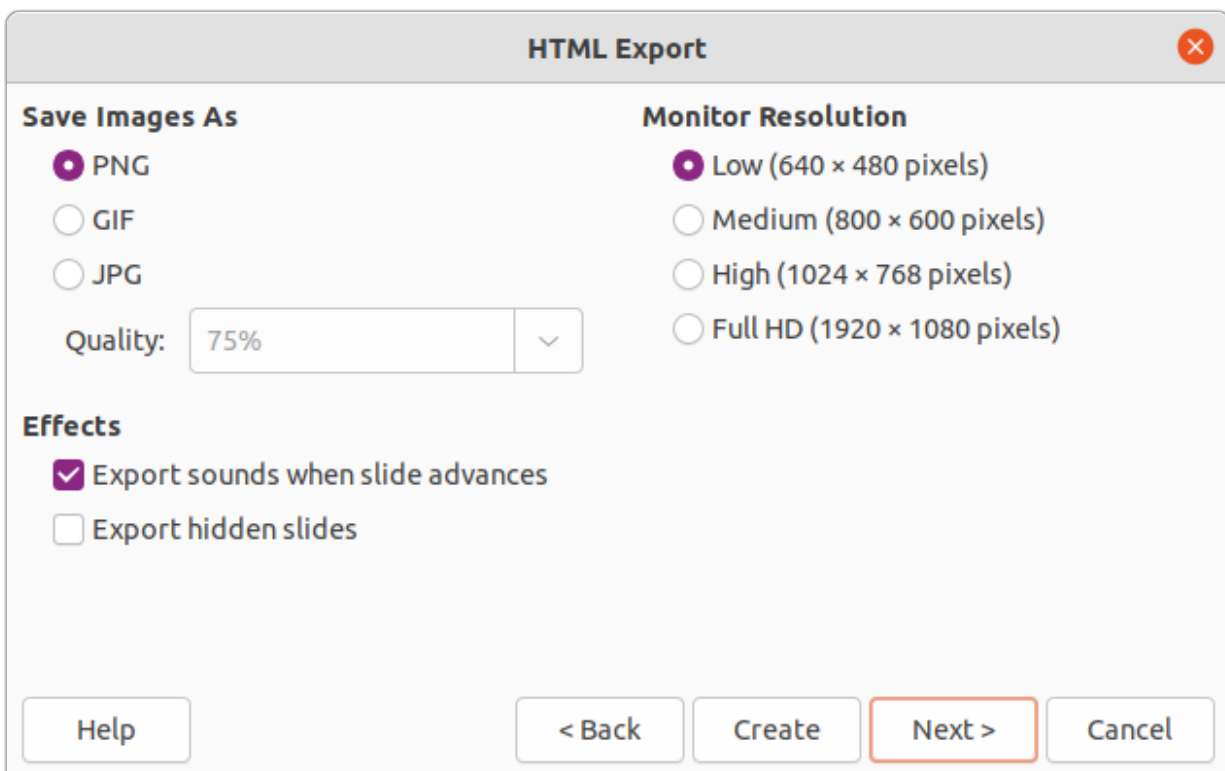 HTML Export
Save Images As
PNG
GIF
JPG
Quality: 75%
Monitor Resolution
Low (640 × 480 pixels)
Medium (800 × 600 pixels)
High (1024 × 768 pixels)
Full HD (1920 × 1080 pixels)
Effects
Export sounds when slide advances
Export hidden slides
Help < Back Create Next > Cancel